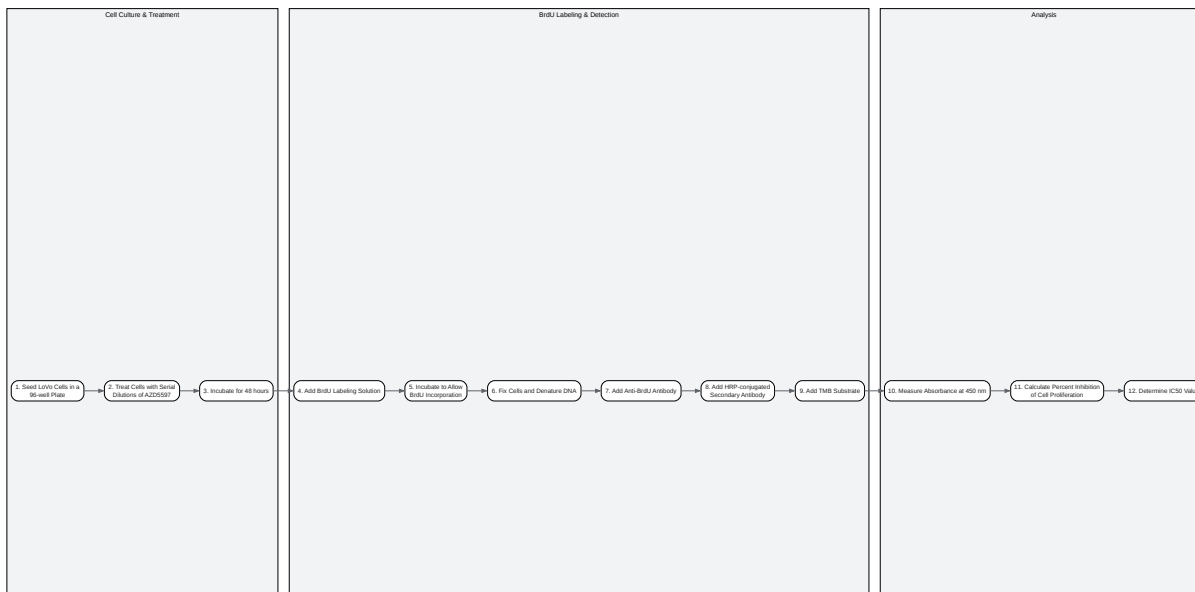 Cell Culture & Treatment
BrdU Labeling & Detection
Analysis
1. Seed LoVo Cells in a
96-well Plate
2. Treat Cells with Serial
Dilutions of AZD5597
3. Incubate for 48 hours
4. Add BrdU Labeling Solution
5. Incubate to Allow
BrdU Incorporation
6. Fix Cells and Denature DNA
7. Add Anti-BrdU Antibody
8. Add HRP-conjugated
Secondary Antibody
9. Add TMB Substrate
10. Measure Absorbance at 450 nm
11. Calculate Percent Inhibition
of Cell Proliferation
12. Determine IC50